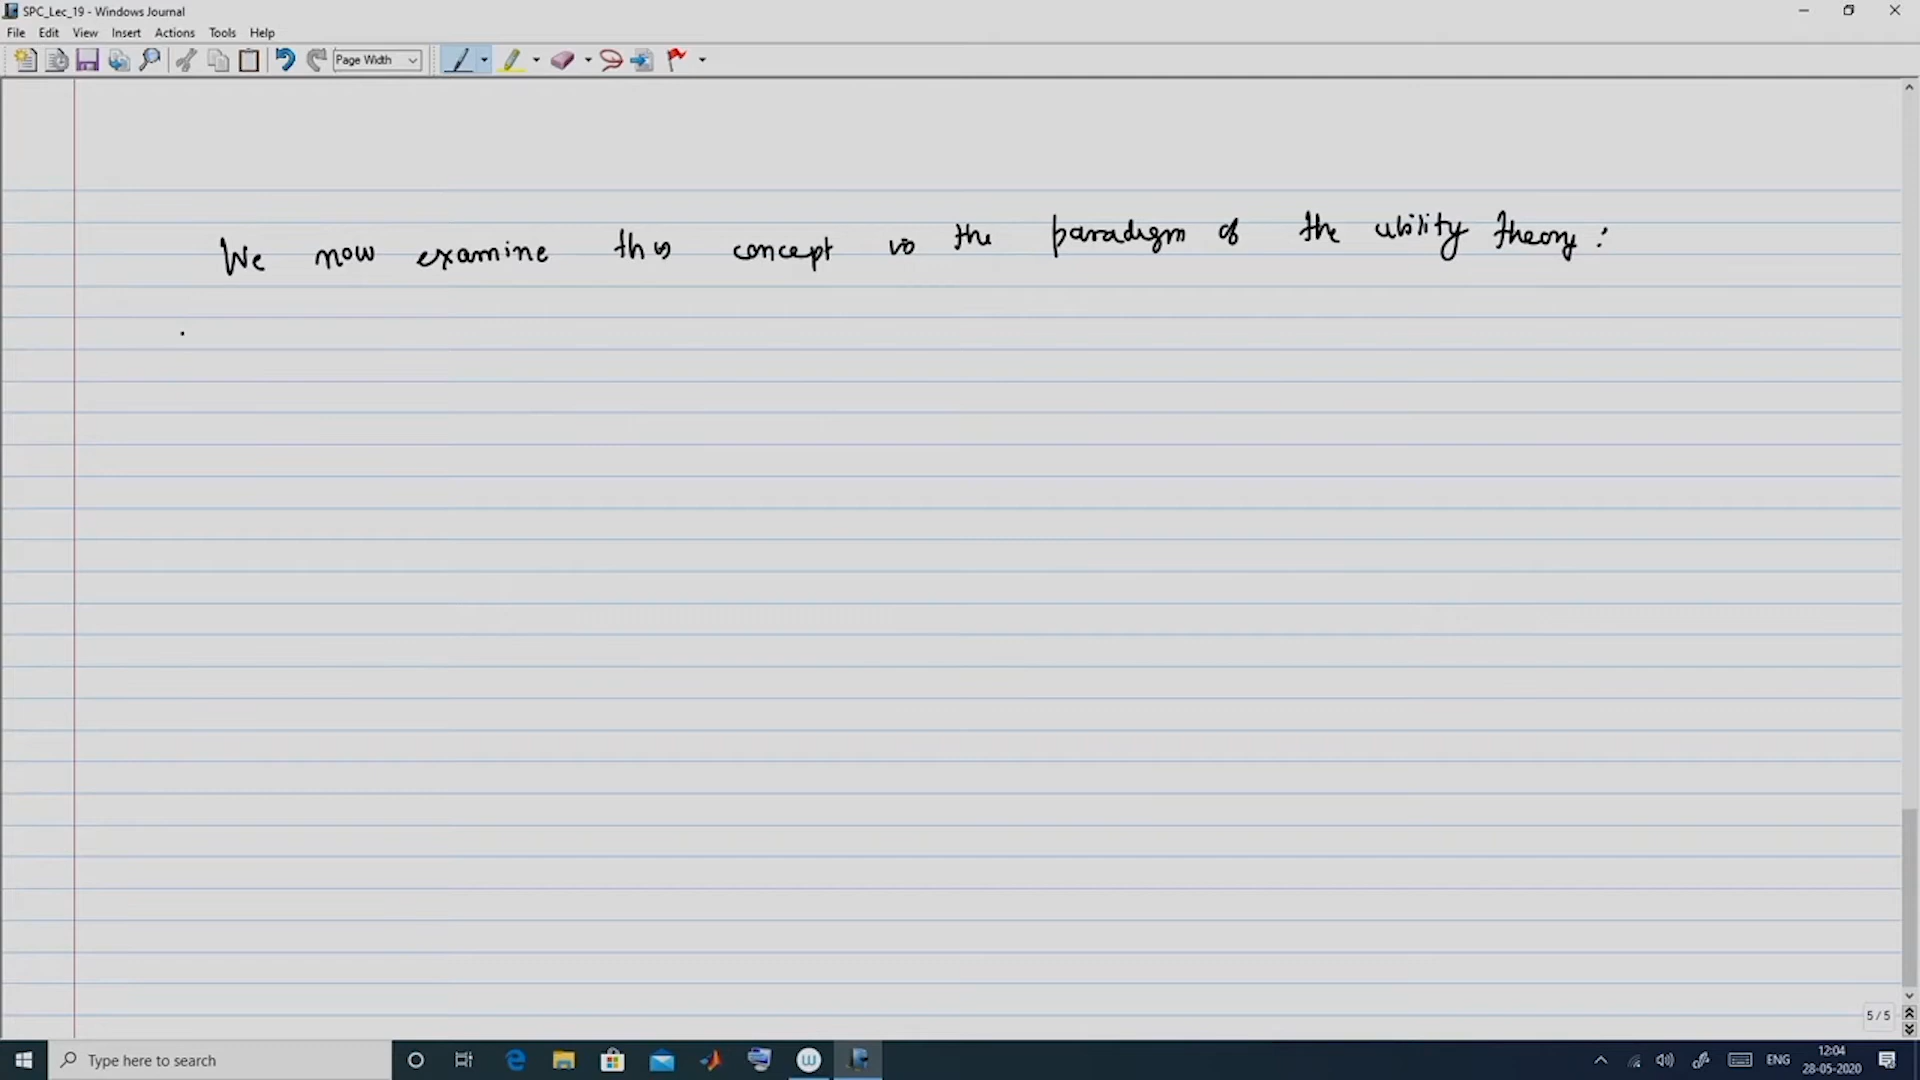 SPC_Lec_19 - Windows Journal
File Edit View Insert Actions Tools Help
Page Width
We now examine this concept in the paradigm of the utility theory :
5 / 5
Type here to search
ENG
12:04
28-05-2020